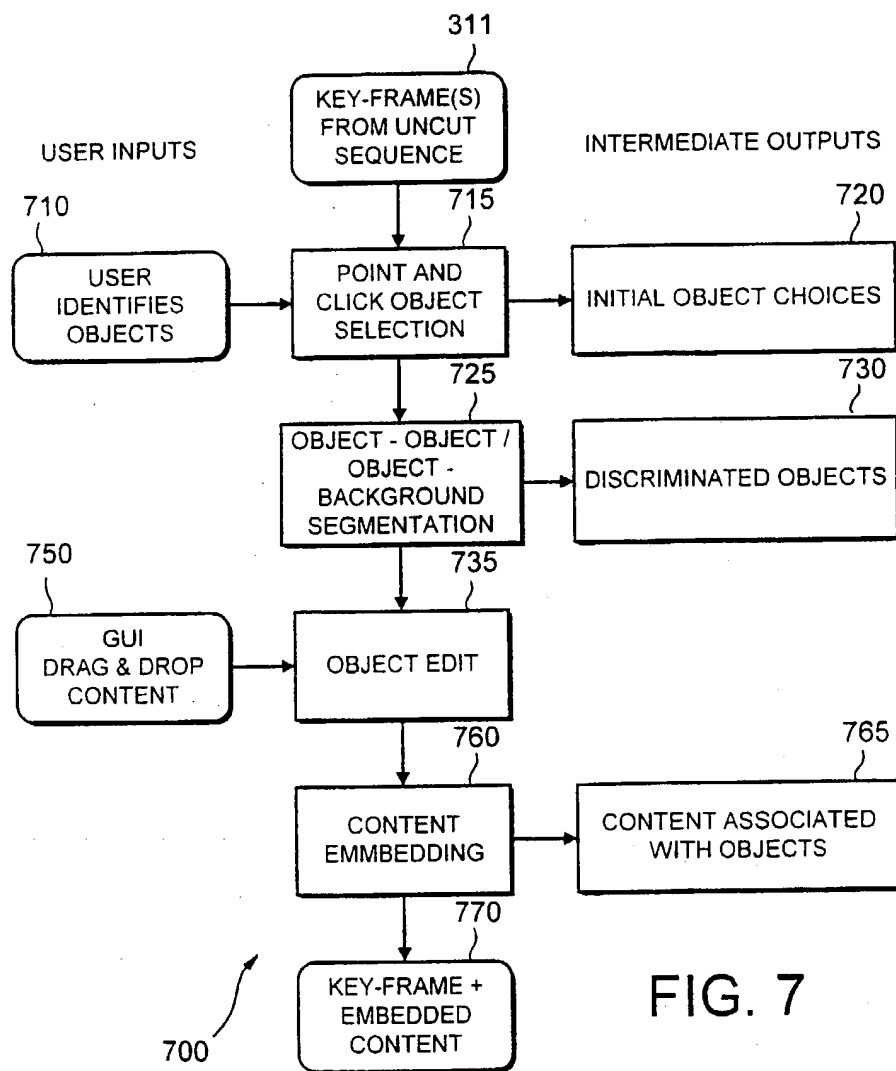 311
KEY-FRAME(S)
FROM UNCUT
SEQUENCE
USER INPUTS
INTERMEDIATE OUTPUTS
710
715
720
USER
IDENTIFIES
OBJECTS
POINT AND
CLICK OBJECT
SELECTION
INITIAL OBJECT CHOICES
725
730
OBJECT - OBJECT /
OBJECT -
BACKGROUND
SEGMENTATION
DISCRIMINATED OBJECTS
750
735
GUI
DRAG & DROP
CONTENT
OBJECT EDIT
760
765
CONTENT
EMMBEDDING
CONTENT ASSOCIATED
WITH OBJECTS
770
KEY-FRAME +
EMBEDDED
CONTENT
700
FIG. 7